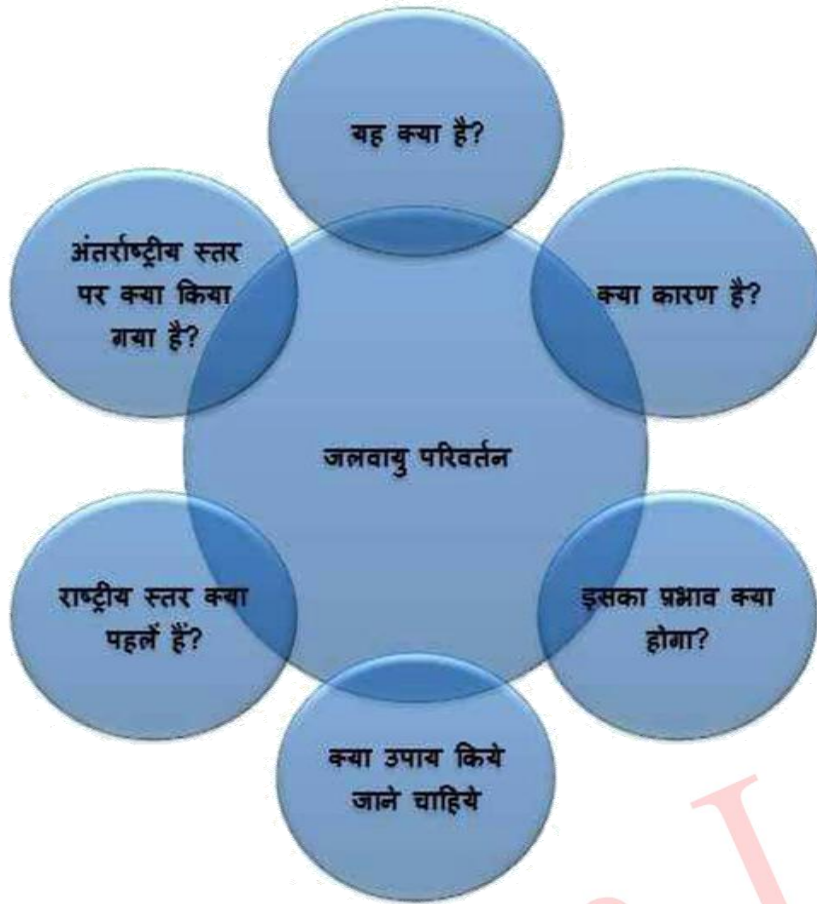 यह क्या है?
क्या कारण है?
इसका प्रभाव क्या
होगा?
क्या उपाय किये
जाने चाहिये
राष्ट्रीय स्तर क्या
पहलें हैं?
अंतर्राष्ट्रीय स्तर
पर क्या किया
गया है?
जलवायु परिवर्तन